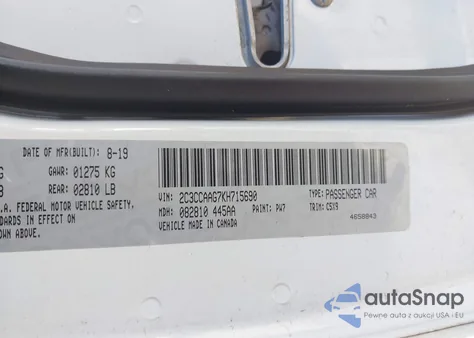 DATE OF MFR(BUILT): 8-19
G GAWR: 01275 KG
B REAR: 02810 LB
.A. FEDERAL MOTOR VEHICLE SAFETY.
NDARDS IN EFFECT ON
OWN ABOVE.
VIN: 2C3CCAAG7KH715690
TYPE: PASSENGER CAR
MDH: 082810 445AA
PAINT: PW7
TRIM: C5X9
VEHICLE MADE IN CANADA
4658843
autoSnap
Pewne auta z aukcji USA i EU